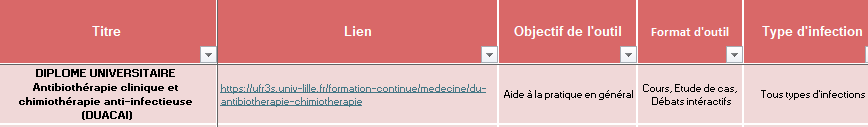 Titre
Lien
Objectif de l'outil
Format d'outil
Type d'infection
DIPLOME UNIVERSITAIRE
Antibiothérapie clinique et
chimiothérapie anti-infectieuse
(DUACAI)
https://ufr3s.univ-lille.fr/formation-continue/medecine/du-
antibiotherapie-chimiotherapie
Aide à la pratique en général
Cours, Etude de cas,
Débats intéractifs
Tous types d'infections